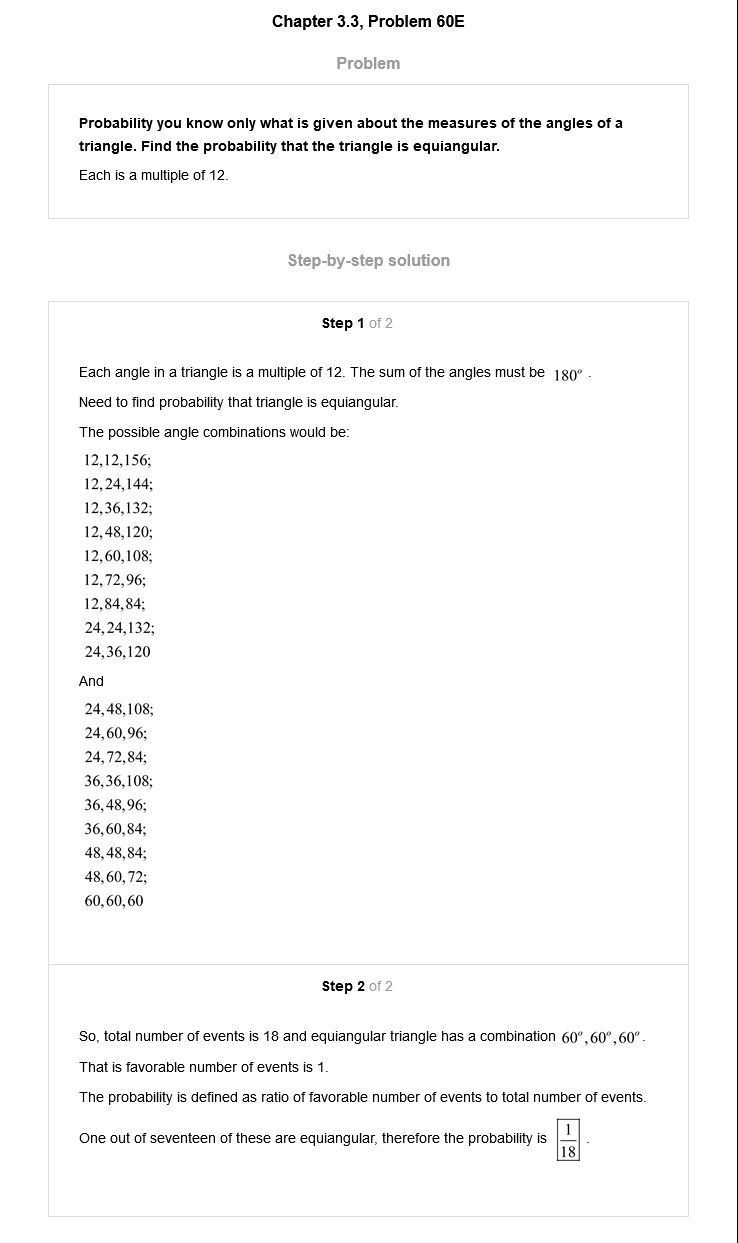 Chapter 3.3, Problem 60E
Problem
Probability you know only what is given about the measures of the angles of a
triangle. Find the probability that the triangle is equiangular.
Each is a multiple of 12.
Step-by-step solution
Step 1 of 2
Each angle in a triangle is a multiple of 12. The sum of the angles must be 180° .
Need to find probability that triangle is equiangular.
The possible angle combinations would be:
12,12,156;
12,24,144;
12,36,132;
12,48,120;
12,60,108;
12,72,96;
12,84,84;
24,24,132;
24,36,120
And
24,48,108;
24,60,96;
24,72,84;
36,36,108;
36,48,96;
36,60,84;
48,48,84;
48,60,72;
60,60,60
Step 2 of 2
So, total number of events is 18 and equiangular triangle has a combination 60°,60°,60° .
That is favorable number of events is 1.
The probability is defined as ratio of favorable number of events to total number of events.
One out of seventeen of these are equiangular, therefore the probability is 1/18 .